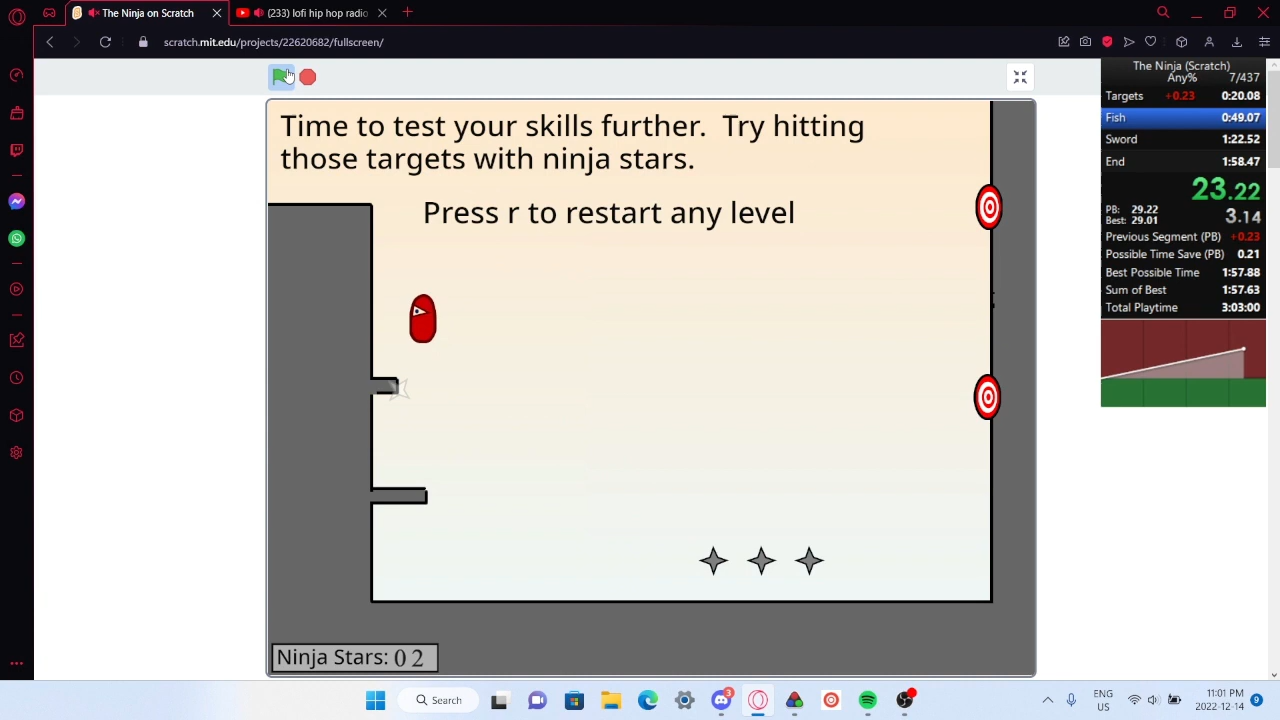 The Ninja on Scratch
(233) lofi hip hop radio
scratch.mit.edu/projects/22620682/fullscreen/
Time to test your skills further. Try hitting
those targets with ninja stars.
Press r to restart any level
Ninja Stars: 02
The Ninja (Scratch)
Any% 7/437
Targets +0.23 0:20.08
Fish 0:49.07
Sword 1:22.52
End 1:58.47
23.22
PB: 29.22
Best: 29.01 3.14
Previous Segment (PB) +0.23
Possible Time Save (PB) 0.21
Best Possible Time 1:57.88
Sum of Best 1:57.63
Total Playtime 3:03:00
Search
3
ENG
US
11:01 PM
2022-12-14
9